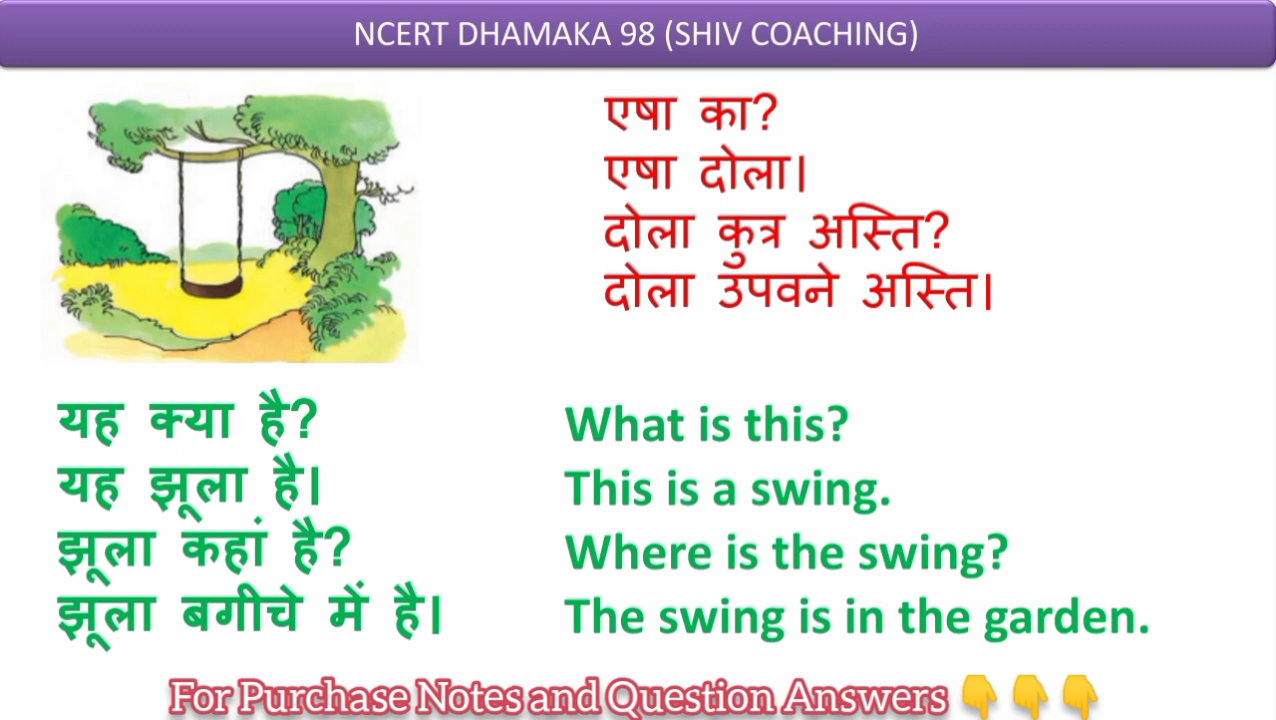 NCERT DHAMAKA 98 (SHIV COACHING)
एषा का?
एषा दोला।
दोला कुत्र अस्ति?
दोला उपवने अस्ति।
यह क्या है?
यह झूला है।
झूला कहां है?
झूला बगीचे में है।
What is this?
This is a swing.
Where is the swing?
The swing is in the garden.
For Purchase Notes and Question Answers 👇👇👇